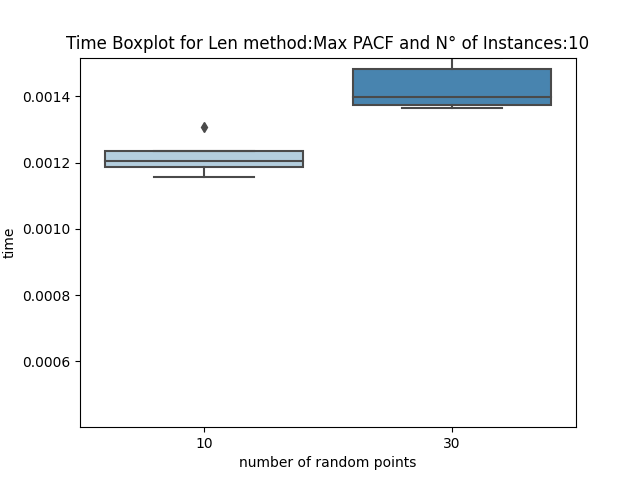 Time Boxplot for Len method:Max PACF and N° of Instances:10
0.0014
0.0012
0.0010
0.0008
0.0006
time
10 30
number of random points